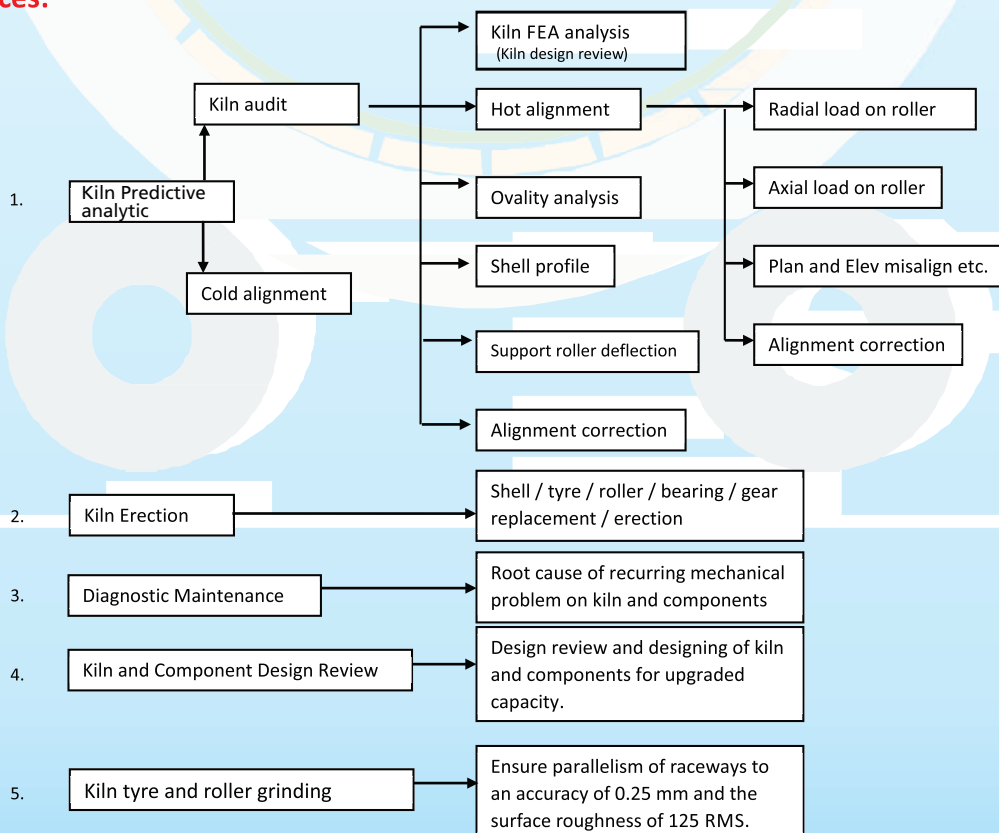 ces:
Kiln FEA analysis
(Kiln design review)
Kiln audit
Hot alignment
Radial load on roller
1.
Kiln Predictive
analytic
Ovality analysis
Axial load on roller
Cold alignment
Shell profile
Plan and Elev misalign etc.
Support roller deflection
Alignment correction
Alignment correction
2.
Kiln Erection
Shell / tyre / roller / bearing / gear
replacement / erection
3.
Diagnostic Maintenance
Root cause of recurring mechanical
problem on kiln and components
4.
Kiln and Component Design Review
Design review and designing of kiln
and components for upgraded
capacity.
5.
Kiln tyre and roller grinding
Ensure parallelism of raceways to
an accuracy of 0.25 mm and the
surface roughness of 125 RMS.